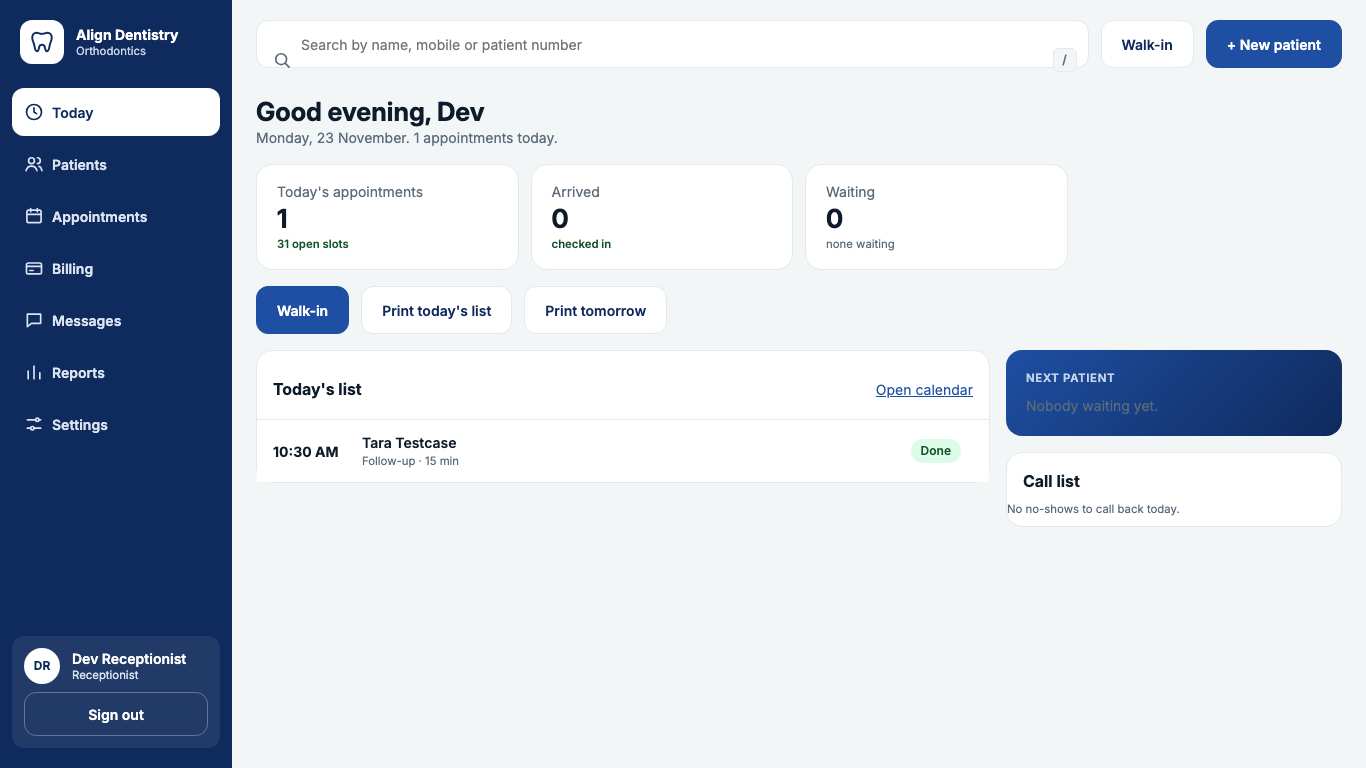 Align Dentistry
Orthodontics
Today
Patients
Appointments
Billing
Messages
Reports
Settings
DR
Dev Receptionist
Receptionist
Sign out
Search by name, mobile or patient number
/
Walk-in
+ New patient
Good evening, Dev
Monday, 23 November. 1 appointments today.
Today's appointments
1
31 open slots
Arrived
0
checked in
Waiting
0
none waiting
Walk-in
Print today's list
Print tomorrow
Today's list
Open calendar
10:30 AM
Tara Testcase
Follow-up · 15 min
Done
NEXT PATIENT
Nobody waiting yet.
Call list
No no-shows to call back today.